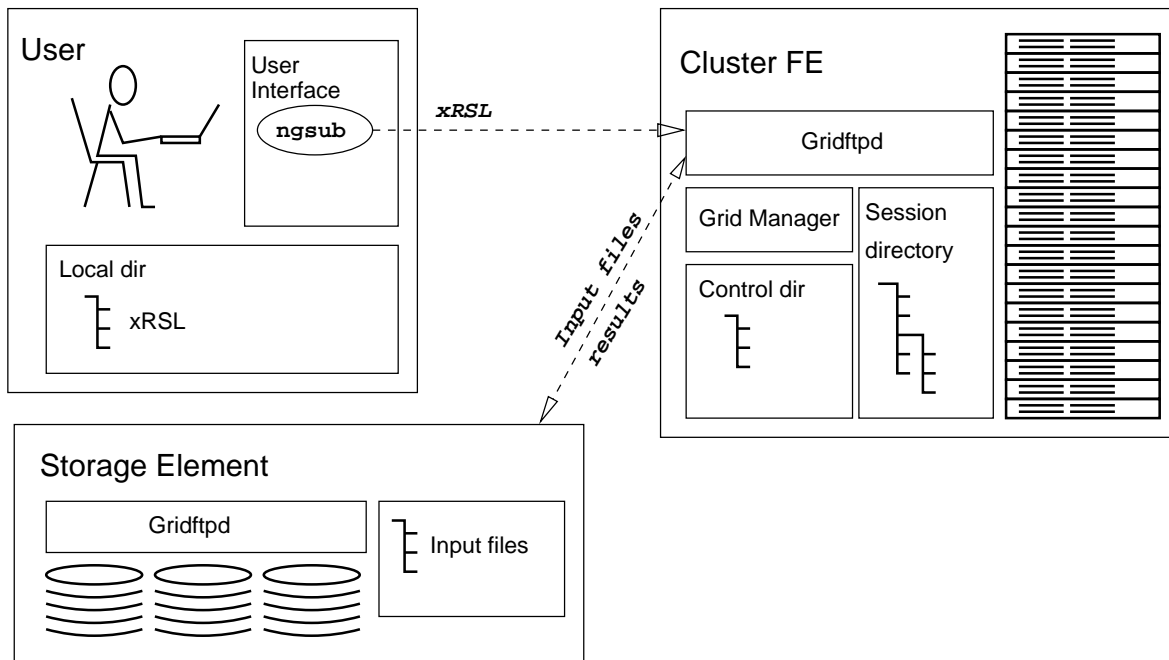 User
User
Interface
ngsub
Local dir
xRSL
xRSL
Cluster FE
Gridftpd
Grid Manager
Session
directory
Control dir
Input files
results
Storage Element
Gridftpd
Input files